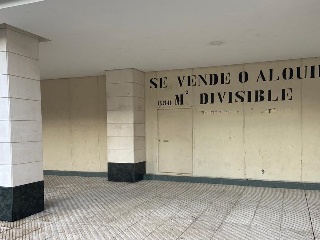 SE VENDE O ALQUI
M² DIVISIBLE